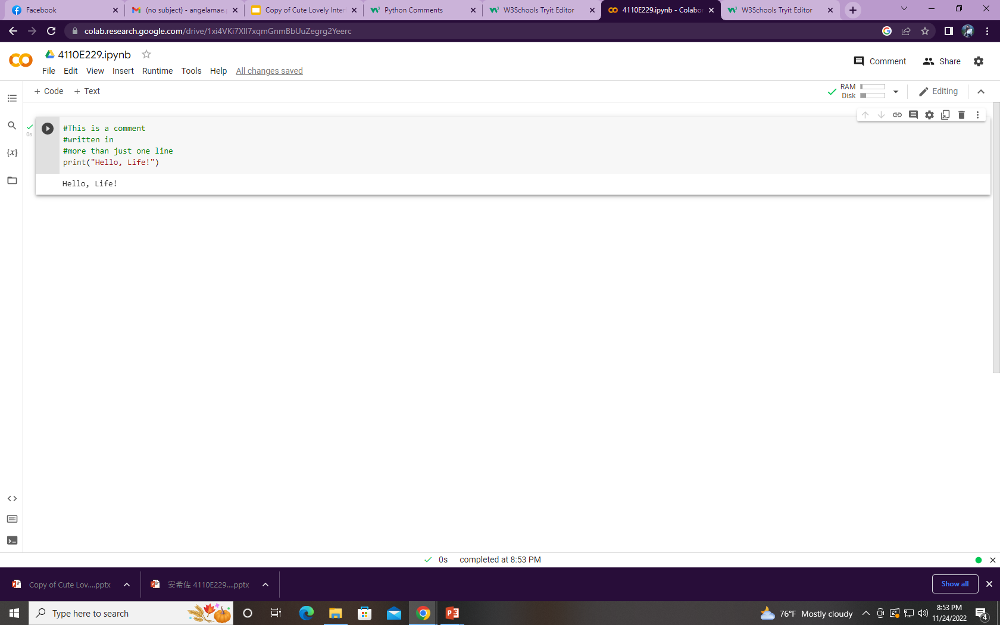 Facebook
(no subject) - angelamae.
Copy of Cute Lovely Inter
Python Comments
W3Schools Tryit Editor
4110E229.ipynb - Colabor
W3Schools Tryit Editor
colab.research.google.com/drive/1xi4VKi7XlI7xqmGnmBbUuZegrg2Yeerc
4110E229.ipynb
File Edit View Insert Runtime Tools Help All changes saved
Comment Share
+ Code + Text
RAM
Disk
Editing
{x}
0s
#This is a comment
#written in
#more than just one line
print("Hello, Life!")
Hello, Life!
0s completed at 8:53 PM
Copy of Cute Lov....pptx
安希佐 4110E229....pptx
Show all
Type here to search
76°F Mostly cloudy
8:53 PM
11/24/2022
4